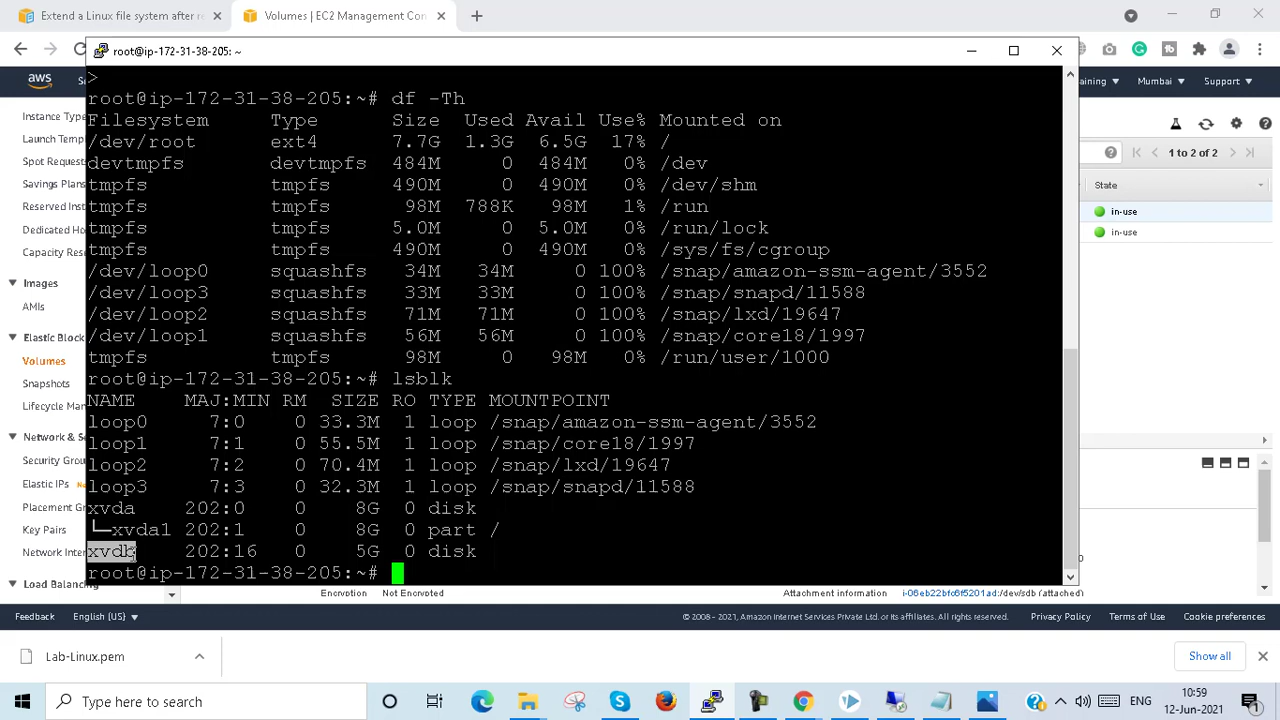 Extend a Linux file system after re
Volumes | EC2 Management Con
root@ip-172-31-38-205: ~
aws
aining
Mumbai
Support
Instance Type
Launch Templ
Spot Request
Savings Plans
Reserved Inst
Dedicated Ho
Capacity Rese
Images
AMIs
Elastic Block
Volumes
Snapshots
Lifecycle Man
Network & Se
Security Grou
Elastic IPs
Placement Gr
Key Pairs
Network Inter
Load Balancing
1 to 2 of 2
State
in-use
in-use
>
root@ip-172-31-38-205:~# df -Th
Filesystem Type Size Used Avail Use% Mounted on
/dev/root ext4 7.7G 1.3G 6.5G 17% /
devtmpfs devtmpfs 484M 0 484M 0% /dev
tmpfs tmpfs 490M 0 490M 0% /dev/shm
tmpfs tmpfs 98M 788K 98M 1% /run
tmpfs tmpfs 5.0M 0 5.0M 0% /run/lock
tmpfs tmpfs 490M 0 490M 0% /sys/fs/cgroup
/dev/loop0 squashfs 34M 34M 0 100% /snap/amazon-ssm-agent/3552
/dev/loop3 squashfs 33M 33M 0 100% /snap/snapd/11588
/dev/loop2 squashfs 71M 71M 0 100% /snap/lxd/19647
/dev/loop1 squashfs 56M 56M 0 100% /snap/core18/1997
tmpfs tmpfs 98M 0 98M 0% /run/user/1000
root@ip-172-31-38-205:~# lsblk
NAME MAJ:MIN RM SIZE RO TYPE MOUNTPOINT
loop0 7:0 0 33.3M 1 loop /snap/amazon-ssm-agent/3552
loop1 7:1 0 55.5M 1 loop /snap/core18/1997
loop2 7:2 0 70.4M 1 loop /snap/lxd/19647
loop3 7:3 0 32.3M 1 loop /snap/snapd/11588
xvda 202:0 0 8G 0 disk
└─xvda1 202:1 0 8G 0 part /
xvdb 202:16 0 5G 0 disk
root@ip-172-31-38-205:~#
Encryption Not Encrypted
Attachment information i-06eb22bfc6f5201ad:/dev/sdb (attached)
Feedback English (US) © 2008 - 2021, Amazon Internet Services Private Ltd. or its affiliates. All rights reserved. Privacy Policy Terms of Use Cookie preferences
Lab-Linux.pem
Show all
Type here to search
ENG
10:59
12-Jun-2021